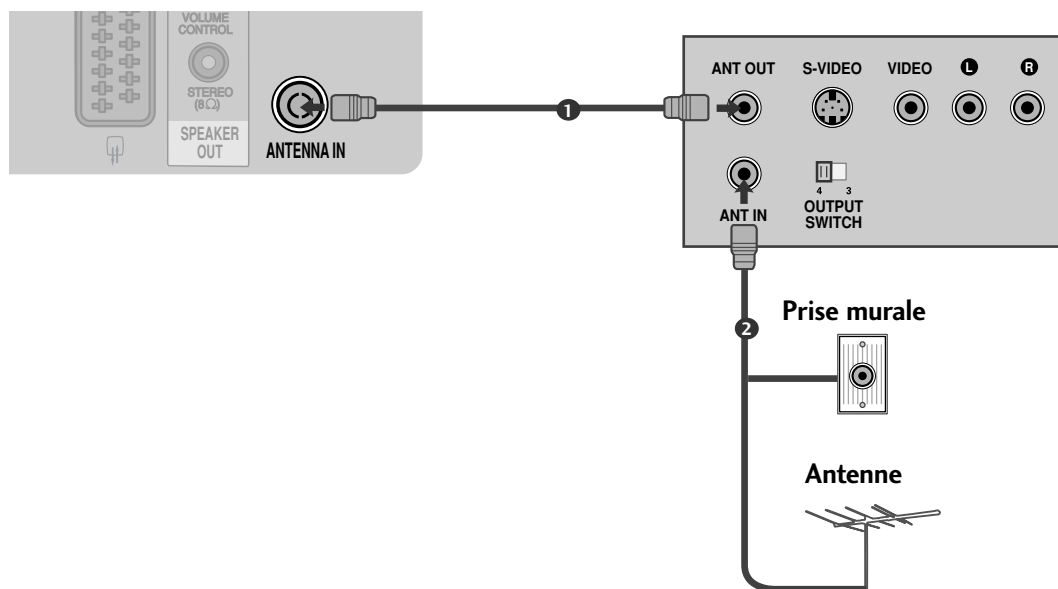 VOLUME
CONTROL
STEREO
(8Ω)
SPEAKER
OUT
ANTENNA IN
1
ANT OUT
S-VIDEO
VIDEO
L
R
ANT IN
4 3
OUTPUT
SWITCH
2
Prise murale
Antenne